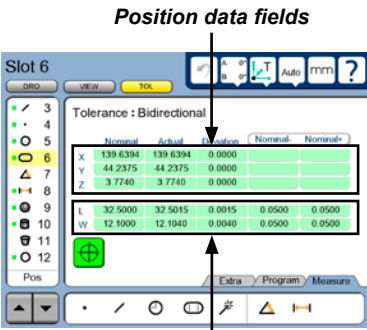 Position data fields
Slot 6
A 0°
B 0°
T
Auto
mm
?
DRO
VIEW
TOL
3
4
5
6
7
8
9
10
11
12
Pos
Tolerance : Bidirectional
Nominal Actual Deviation Nominal- Nominal+
X 139.6394 139.6394 0.0000
Y 44.2375 44.2375 0.0000
Z 3.7740 3.7740 0.0000
L 32.5000 32.5015 0.0015 0.0500 0.0500
W 12.1000 12.1040 0.0040 0.0500 0.0500
Extra Program Measure